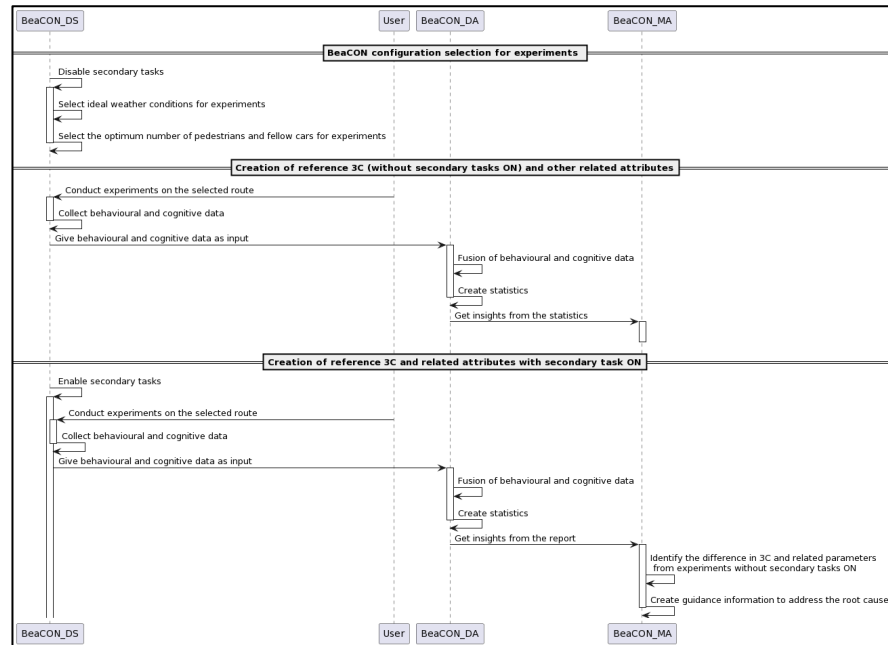 BeaCON_DS User BeaCON_DA BeaCON_MA
BeaCON configuration selection for experiments
Disable secondary tasks
Select ideal weather conditions for experiments
Select the optimum number of pedestrians and fellow cars for experiments
Creation of reference 3C (without secondary tasks ON) and other related attributes
Conduct experiments on the selected route
Collect behavioural and cognitive data
Give behavioural and cognitive data as input
Fusion of behavioural and cognitive data
Create statistics
Get insights from the statistics
Creation of reference 3C and related attributes with secondary task ON
Enable secondary tasks
Conduct experiments on the selected route
Collect behavioural and cognitive data
Give behavioural and cognitive data as input
Fusion of behavioural and cognitive data
Create statistics
Get insights from the report
Identify the difference in 3C and related parameters
from experiments without secondary tasks ON
Create guidance information to address the root cause
BeaCON_DS User BeaCON_DA BeaCON_MA